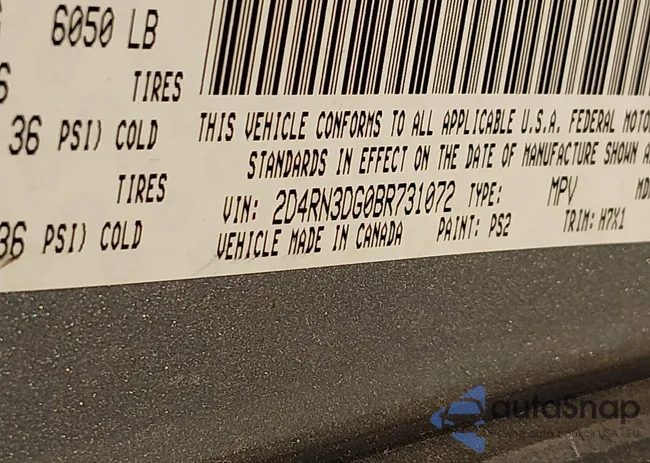 6050 LB
TIRES
36 PSI) COLD
TIRES
36 PSI) COLD
THIS VEHICLE CONFORMS TO ALL APPLICABLE U.S.A. FEDERAL MOTO
STANDARDS IN EFFECT ON THE DATE OF MANUFACTURE SHOWN A
VIN: 2D4RN3DG0BR731072 TYPE: MPV MD
VEHICLE MADE IN CANADA PAINT: PS2 TRIM: H7X1
autoSnap